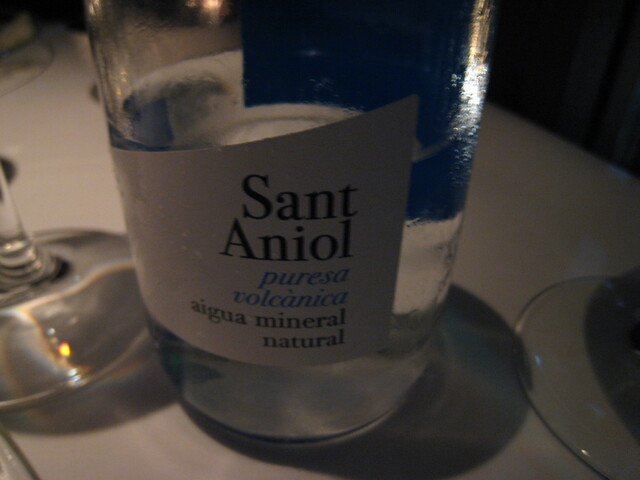 Sant
Aniol
puresa
volcànica
aigua mineral
natural